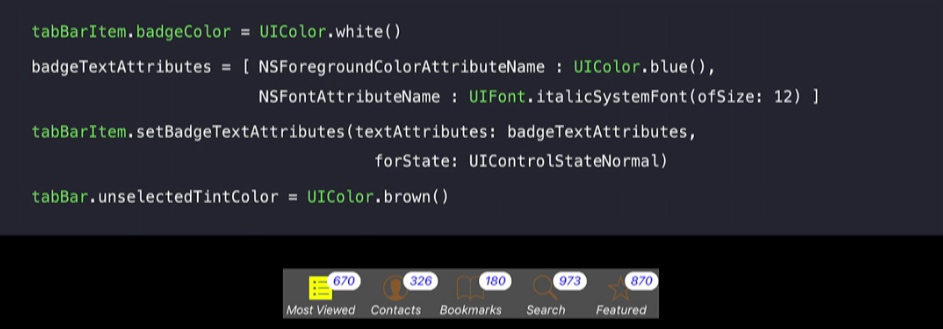 tabBarItem.badgeColor = UIColor.white()
badgeTextAttributes = [ NSForegroundColorAttributeName : UIColor.blue(),
NSFontAttributeName : UIFont.italicSystemFont(ofSize: 12) ]
tabBarItem.setBadgeTextAttributes(textAttributes: badgeTextAttributes,
forState: UIControlStateNormal)
tabBar.unselectedTintColor = UIColor.brown()
670 326 180 973 870
Most Viewed Contacts Bookmarks Search Featured